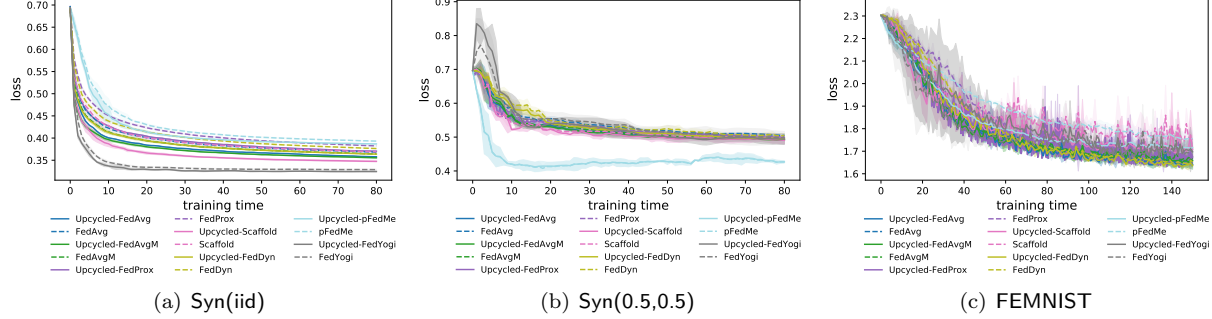 0.70
0.65
0.60
0.55
0.50
0.45
0.40
0.35
loss
0 10 20 30 40 50 60 70 80
training time
Upcycled-FedAvg FedProx Upcycled-pFedMe
FedAvg Upcycled-Scaffold pFedMe
Upcycled-FedAvgM Scaffold Upcycled-FedYogi
FedAvgM Upcycled-FedDyn FedYogi
Upcycled-FedProx FedDyn
(a) Syn(iid)
0.9
0.8
0.7
0.6
0.5
0.4
loss
0 10 20 30 40 50 60 70 80
training time
Upcycled-FedAvg FedProx Upcycled-pFedMe
FedAvg Upcycled-Scaffold pFedMe
Upcycled-FedAvgM Scaffold Upcycled-FedYogi
FedAvgM Upcycled-FedDyn FedYogi
Upcycled-FedProx FedDyn
(b) Syn(0.5,0.5)
2.3
2.2
2.1
2.0
1.9
1.8
1.7
1.6
loss
0 20 40 60 80 100 120 140
training time
Upcycled-FedAvg FedProx Upcycled-pFedMe
FedAvg Upcycled-Scaffold pFedMe
Upcycled-FedAvgM Scaffold Upcycled-FedYogi
FedAvgM Upcycled-FedDyn FedYogi
Upcycled-FedProx FedDyn
(c) FEMNIST